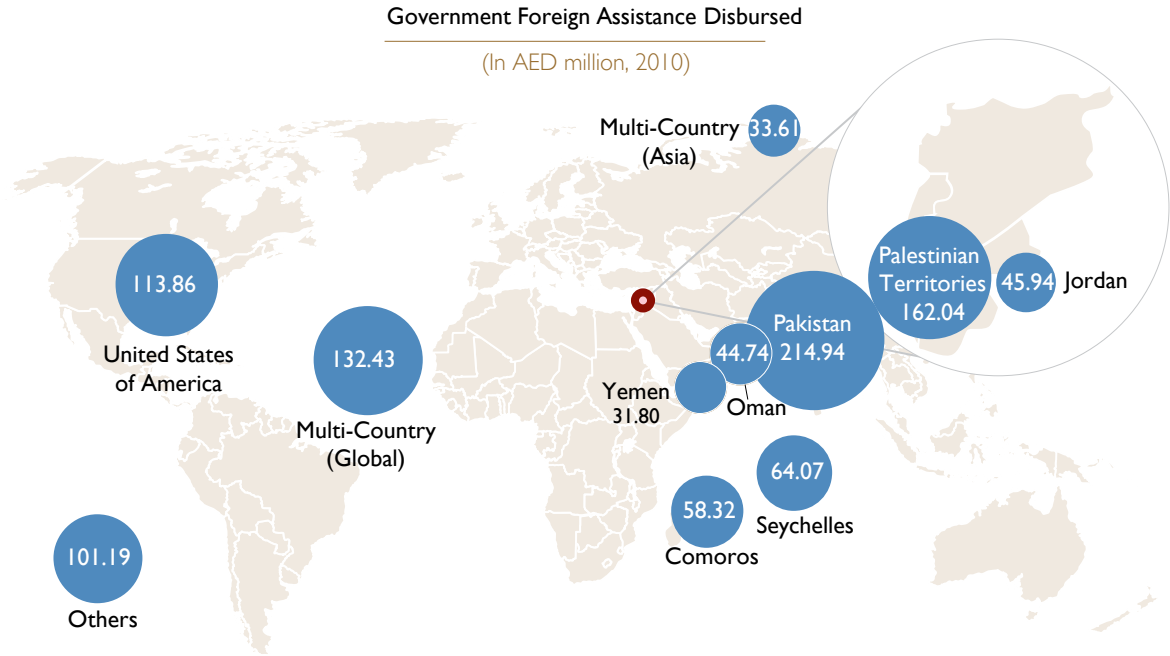 Government Foreign Assistance Disbursed
(In AED million, 2010)
Multi-Country
(Asia)
33.61
113.86
United States
of America
132.43
Multi-Country
(Global)
Palestinian
Territories
162.04
45.94
Jordan
Pakistan
214.94
44.74
Oman
Yemen
31.80
64.07
Seychelles
58.32
Comoros
101.19
Others